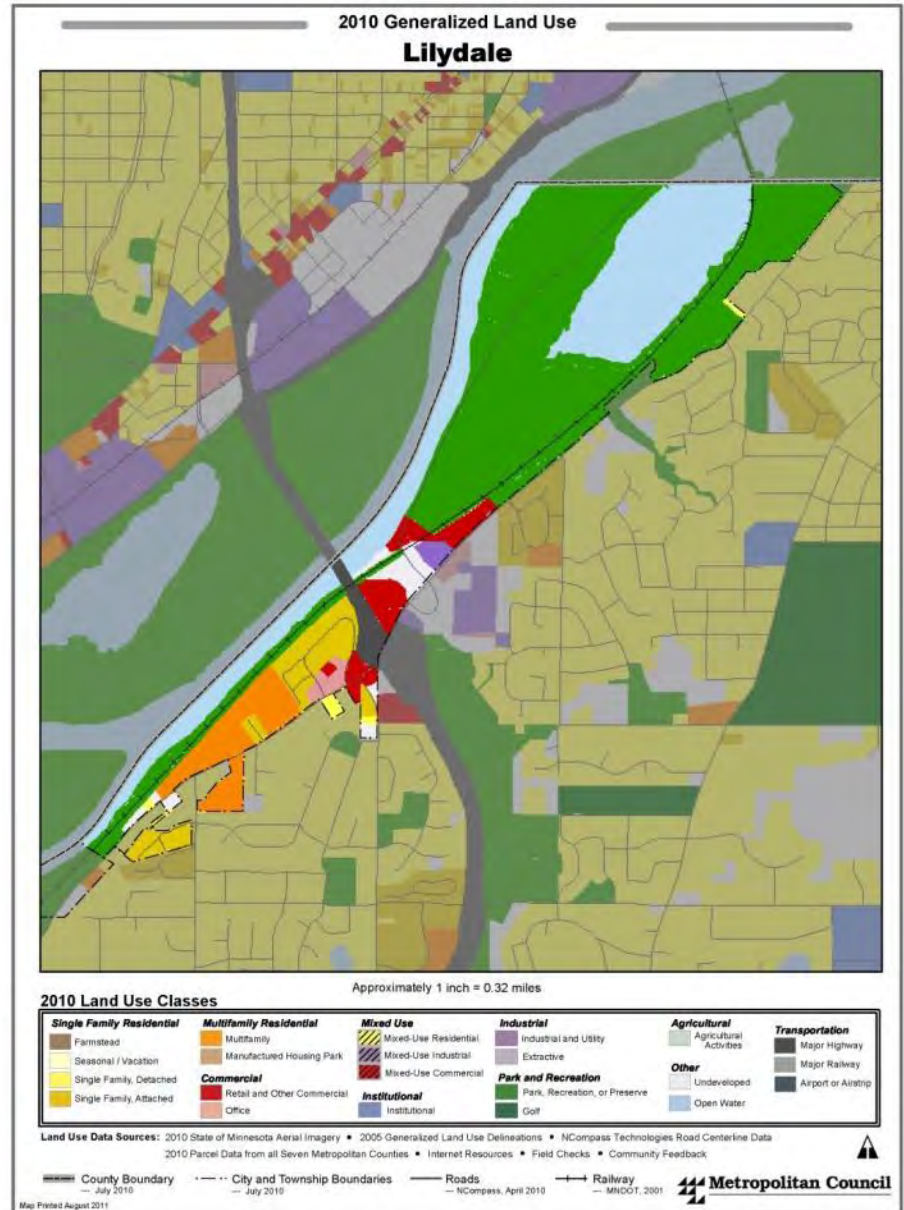 2010 Generalized Land Use
Lilydale
Approximately 1 inch = 0.32 miles
2010 Land Use Classes
Single Family Residential
Farmstead
Seasonal / Vacation
Single Family, Detached
Single Family, Attached
Multifamily Residential
Multifamily
Manufactured Housing Park
Commercial
Retail and Other Commercial
Office
Mixed Use
Mixed-Use Residential
Mixed-Use Industrial
Mixed-Use Commercial
Institutional
Institutional
Industrial
Industrial and Utility
Extractive
Park and Recreation
Park, Recreation, or Preserve
Golf
Agricultural
Agricultural Activities
Other
Undeveloped
Open Water
Transportation
Major Highway
Major Railway
Airport or Airstrip
Land Use Data Sources: 2010 State of Minnesota Aerial Imagery • 2005 Generalized Land Use Delineations • NCompass Technologies Road Centerline Data
2010 Parcel Data from all Seven Metropolitan Counties • Internet Resources • Field Checks • Community Feedback
County Boundary
--- July 2010
City and Township Boundaries
--- July 2010
Roads
--- NCompass, April 2010
Railway
--- MNDOT, 2001
Metropolitan Council
Map Printed August 2011